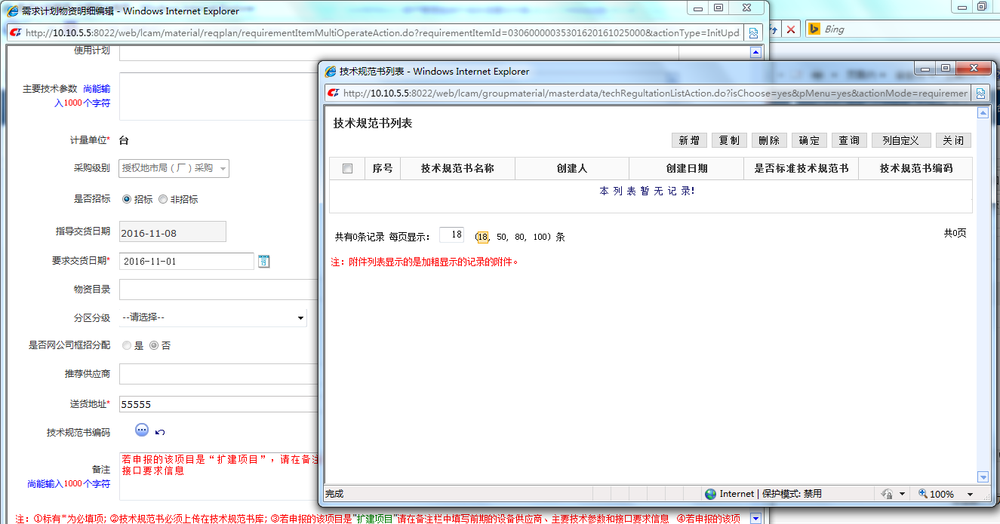 需求计划物资明细编辑 - Windows Internet Explorer
http://10.10.5.5:8022/web/lcam/material/reqplan/requirementItemMultiOperateAction.do?requirementItemId=03060000035301620161025000&actionType=InitUpd
Bing
使用计划
主要技术参数 尚能输
入1000个字符
计量单位* 台
采购级别 授权地市局（厂）采购
是否招标 招标 非招标
指导交货日期 2016-11-08
要求交货日期* 2016-11-01
物资目录
分区分级 --请选择--
是否网公司框招分配 是 否
推荐供应商
送货地址* 55555
技术规范书编码
备注
尚能输入1000个字符
若申报的该项目是“扩建项目”，请在备注
接口要求信息
注：①标有*为必填项; ②技术规范书必须上传在技术规范书库; ③若申报的该项目是"扩建项目"请在备注栏中填写前期的设备供应商、主要技术参数和接口要求信息 ④若申报的该项
技术规范书列表 - Windows Internet Explorer
http://10.10.5.5:8022/web/lcam/groupmaterial/masterdata/techRegultationListAction.do?isChoose=yes&pMenu=yes&actionMode=requiremer
技术规范书列表
新增 复制 删除 确定 查询 列自定义 关闭
序号 技术规范书名称 创建人 创建日期 是否标准技术规范书 技术规范书编码
本列表暂无记录!
共有0条记录 每页显示： 18 (18, 50, 80, 100) 条 共0页
注：附件列表显示的是加粗显示的记录的附件。
完成 Internet | 保护模式: 禁用 100%